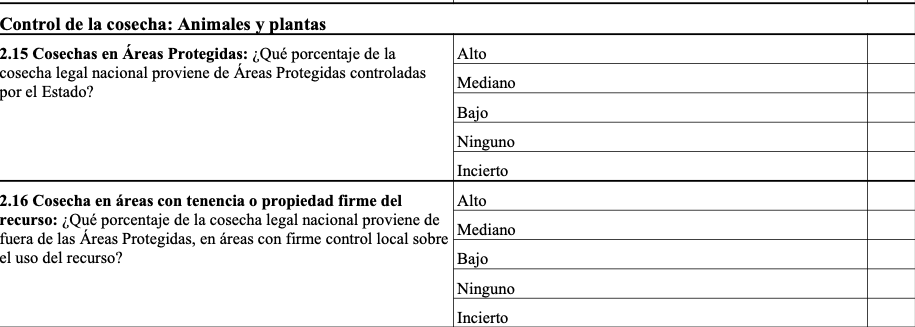 Control de la cosecha: Animales y plantas
2.15 Cosechas en Áreas Protegidas: ¿Qué porcentaje de la
cosecha legal nacional proviene de Áreas Protegidas controladas
por el Estado?
Alto
Mediano
Bajo
Ninguno
Incierto
2.16 Cosecha en áreas con tenencia o propiedad firme del
recurso: ¿Qué porcentaje de la cosecha legal nacional proviene de
fuera de las Áreas Protegidas, en áreas con firme control local sobre
el uso del recurso?
Alto
Mediano
Bajo
Ninguno
Incierto